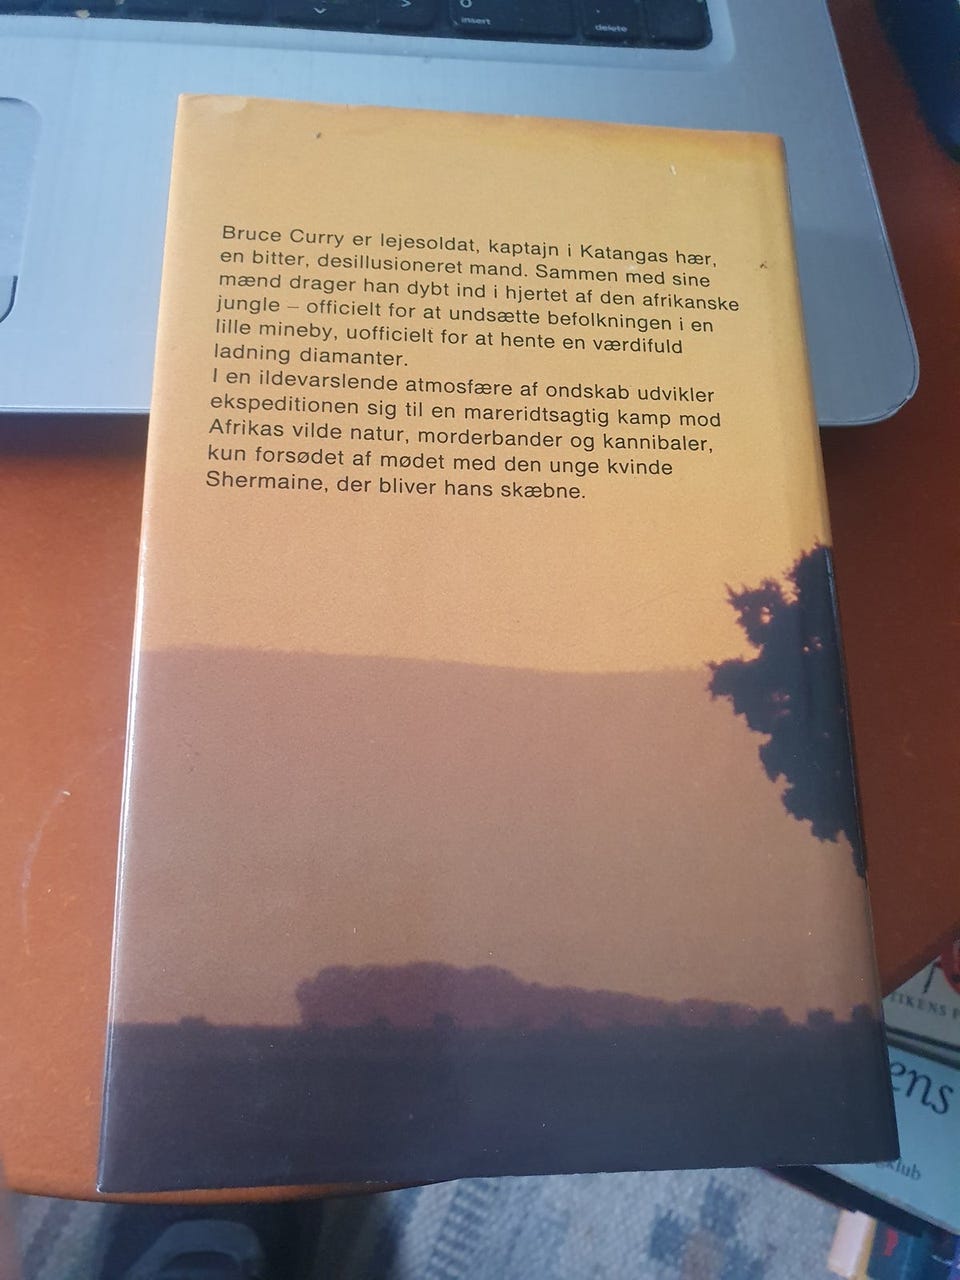 insert
delete
Bruce Curry er lejesoldat, kaptajn i Katangas hær,
en bitter, desillusioneret mand. Sammen med sine
mænd drager han dybt ind i hjertet af den afrikanske
jungle – officielt for at undsætte befolkningen i en
lille mineby, uofficielt for at hente en værdifuld
ladning diamanter.
I en ildevarslende atmosfære af ondskab udvikler
ekspeditionen sig til en mareridtsagtig kamp mod
Afrikas vilde natur, morderbander og kannibaler,
kun forsødet af mødet med den unge kvinde
Shermaine, der bliver hans skæbne.